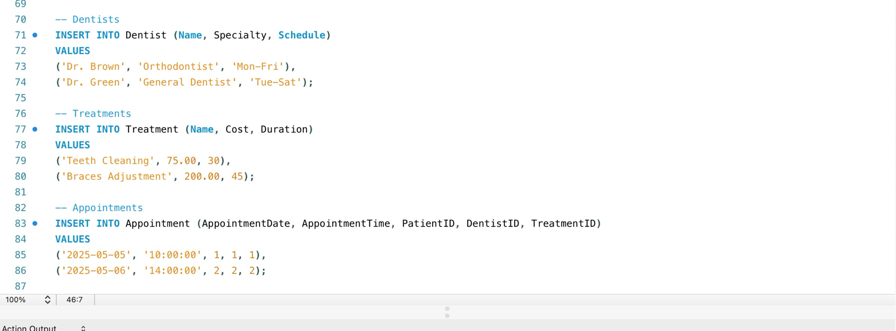 69
70 -- Dentists
71 INSERT INTO Dentist (Name, Specialty, Schedule)
72 VALUES
73 ('Dr. Brown', 'Orthodontist', 'Mon-Fri'),
74 ('Dr. Green', 'General Dentist', 'Tue-Sat');
75
76 -- Treatments
77 INSERT INTO Treatment (Name, Cost, Duration)
78 VALUES
79 ('Teeth Cleaning', 75.00, 30),
80 ('Braces Adjustment', 200.00, 45);
81
82 -- Appointments
83 INSERT INTO Appointment (AppointmentDate, AppointmentTime, PatientID, DentistID, TreatmentID)
84 VALUES
85 ('2025-05-05', '10:00:00', 1, 1, 1),
86 ('2025-05-06', '14:00:00', 2, 2, 2);
87
100% 46:7
Action Output